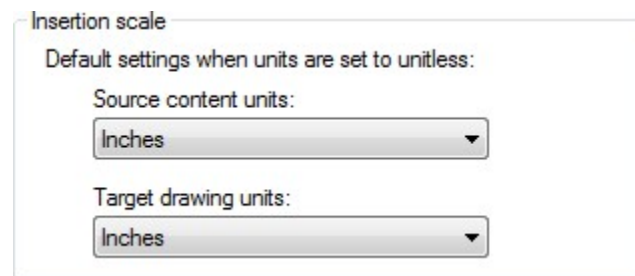 Insertion scale
Default settings when units are set to unitless:
Source content units:
Inches
Target drawing units:
Inches